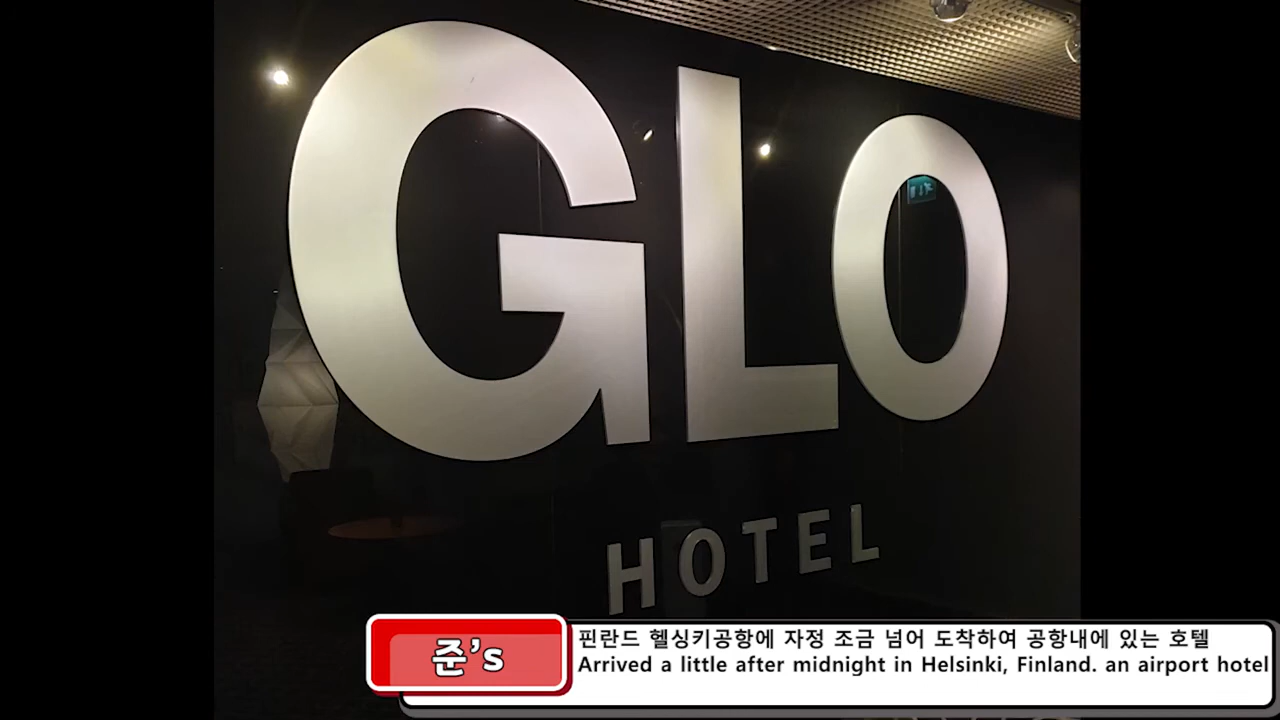 GLO
HOTEL
준's
핀란드 헬싱키공항에 자정 조금 넘어 도착하여 공항내에 있는 호텔
Arrived a little after midnight in Helsinki, Finland. an airport hotel